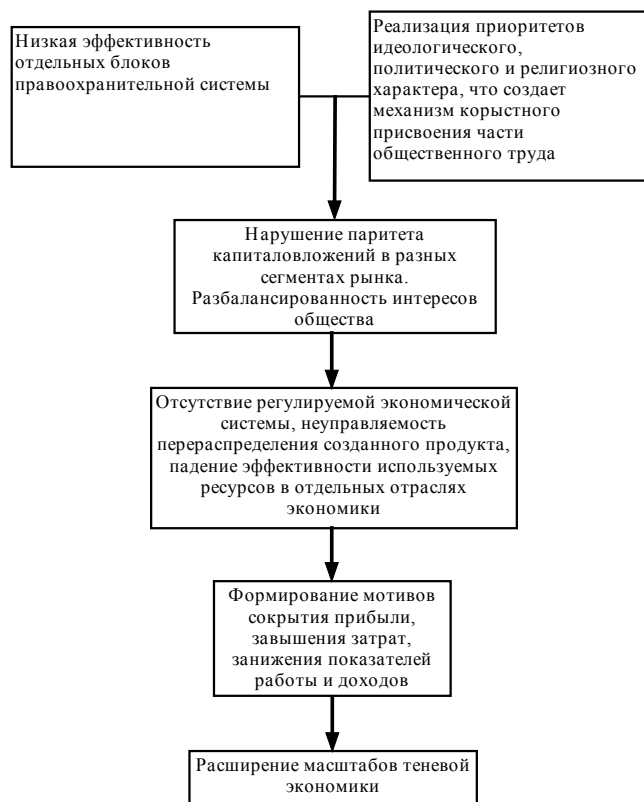 Низкая эффективность
отдельных блоков
правоохранительной системы
Реализация приоритетов
идеологического,
политического и религиозного
характера, что создает
механизм корыстного
присвоения части
общественного труда
Нарушение паритета
капиталовложений в разных
сегментах рынка.
Разбалансированность интересов
общества
Отсутствие регулируемой экономической
системы, неуправляемость
перераспределения созданного продукта,
падение эффективности используемых
ресурсов в отдельных отраслях
экономики
Формирование мотивов
сокрытия прибыли,
завышения затрат,
занижения показателей
работы и доходов
Расширение масштабов теневой
экономики